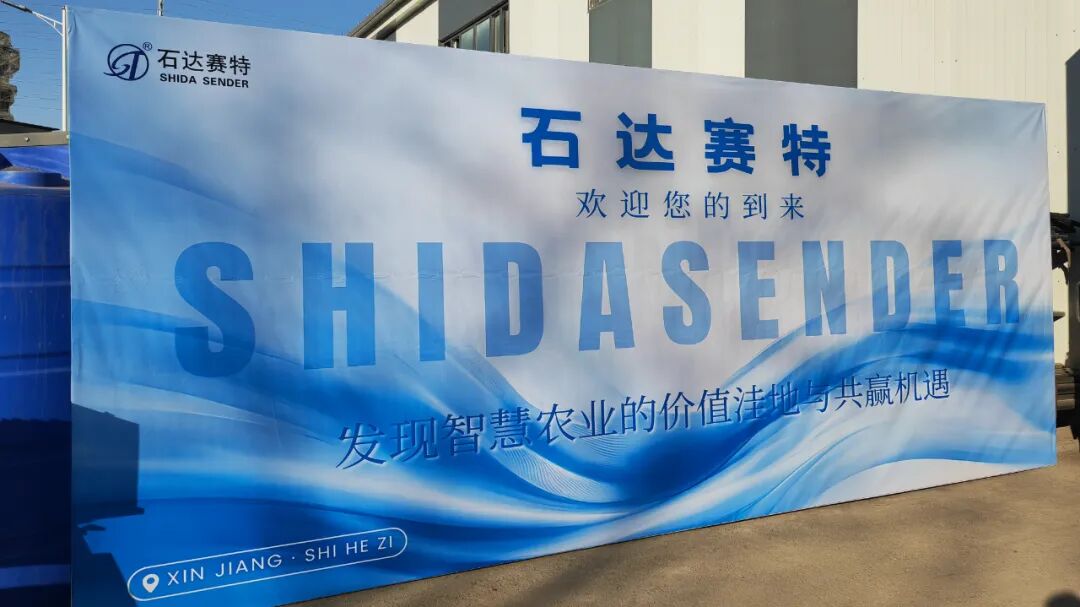 石达赛特
SHIDA SENDER
石达赛特
欢迎您的到来
SHIDASENDER
发现智慧农业的价值洼地与共赢机遇
XIN JIANG · SHI HE ZI